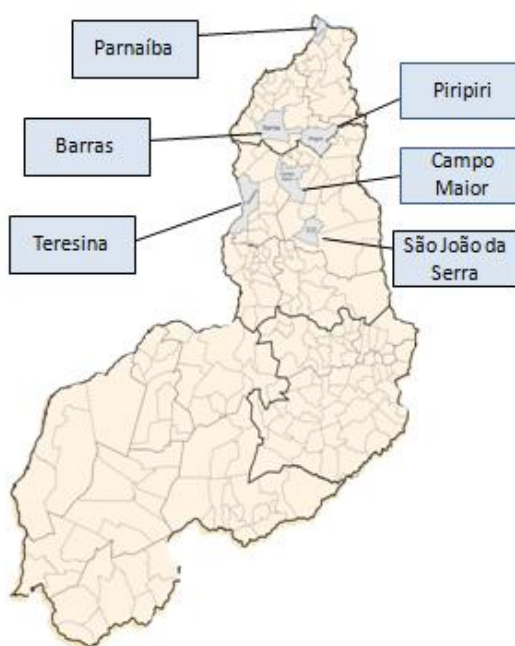 Parnaíba
Piripiri
Barras
Campo
Maior
Teresina
São João da
Serra